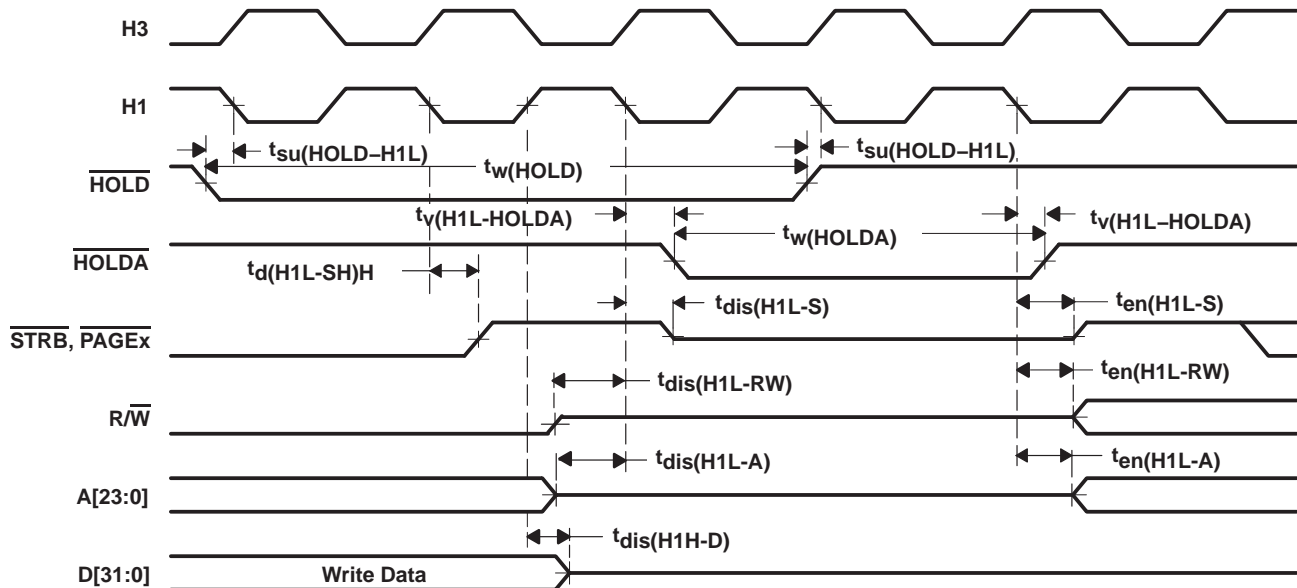 H3
H1
tsu(HOLD–H1L)
tsu(HOLD–H1L)
tw(HOLD)
HOLD
tv(H1L-HOLDA)
tv(H1L–HOLDA)
tw(HOLDA)
HOLDA
td(H1L-SH)H
tdis(H1L-S)
ten(H1L-S)
STRB, PAGEx
tdis(H1L-RW)
ten(H1L-RW)
R/W
tdis(H1L-A)
ten(H1L-A)
A[23:0]
tdis(H1H-D)
D[31:0]
Write Data